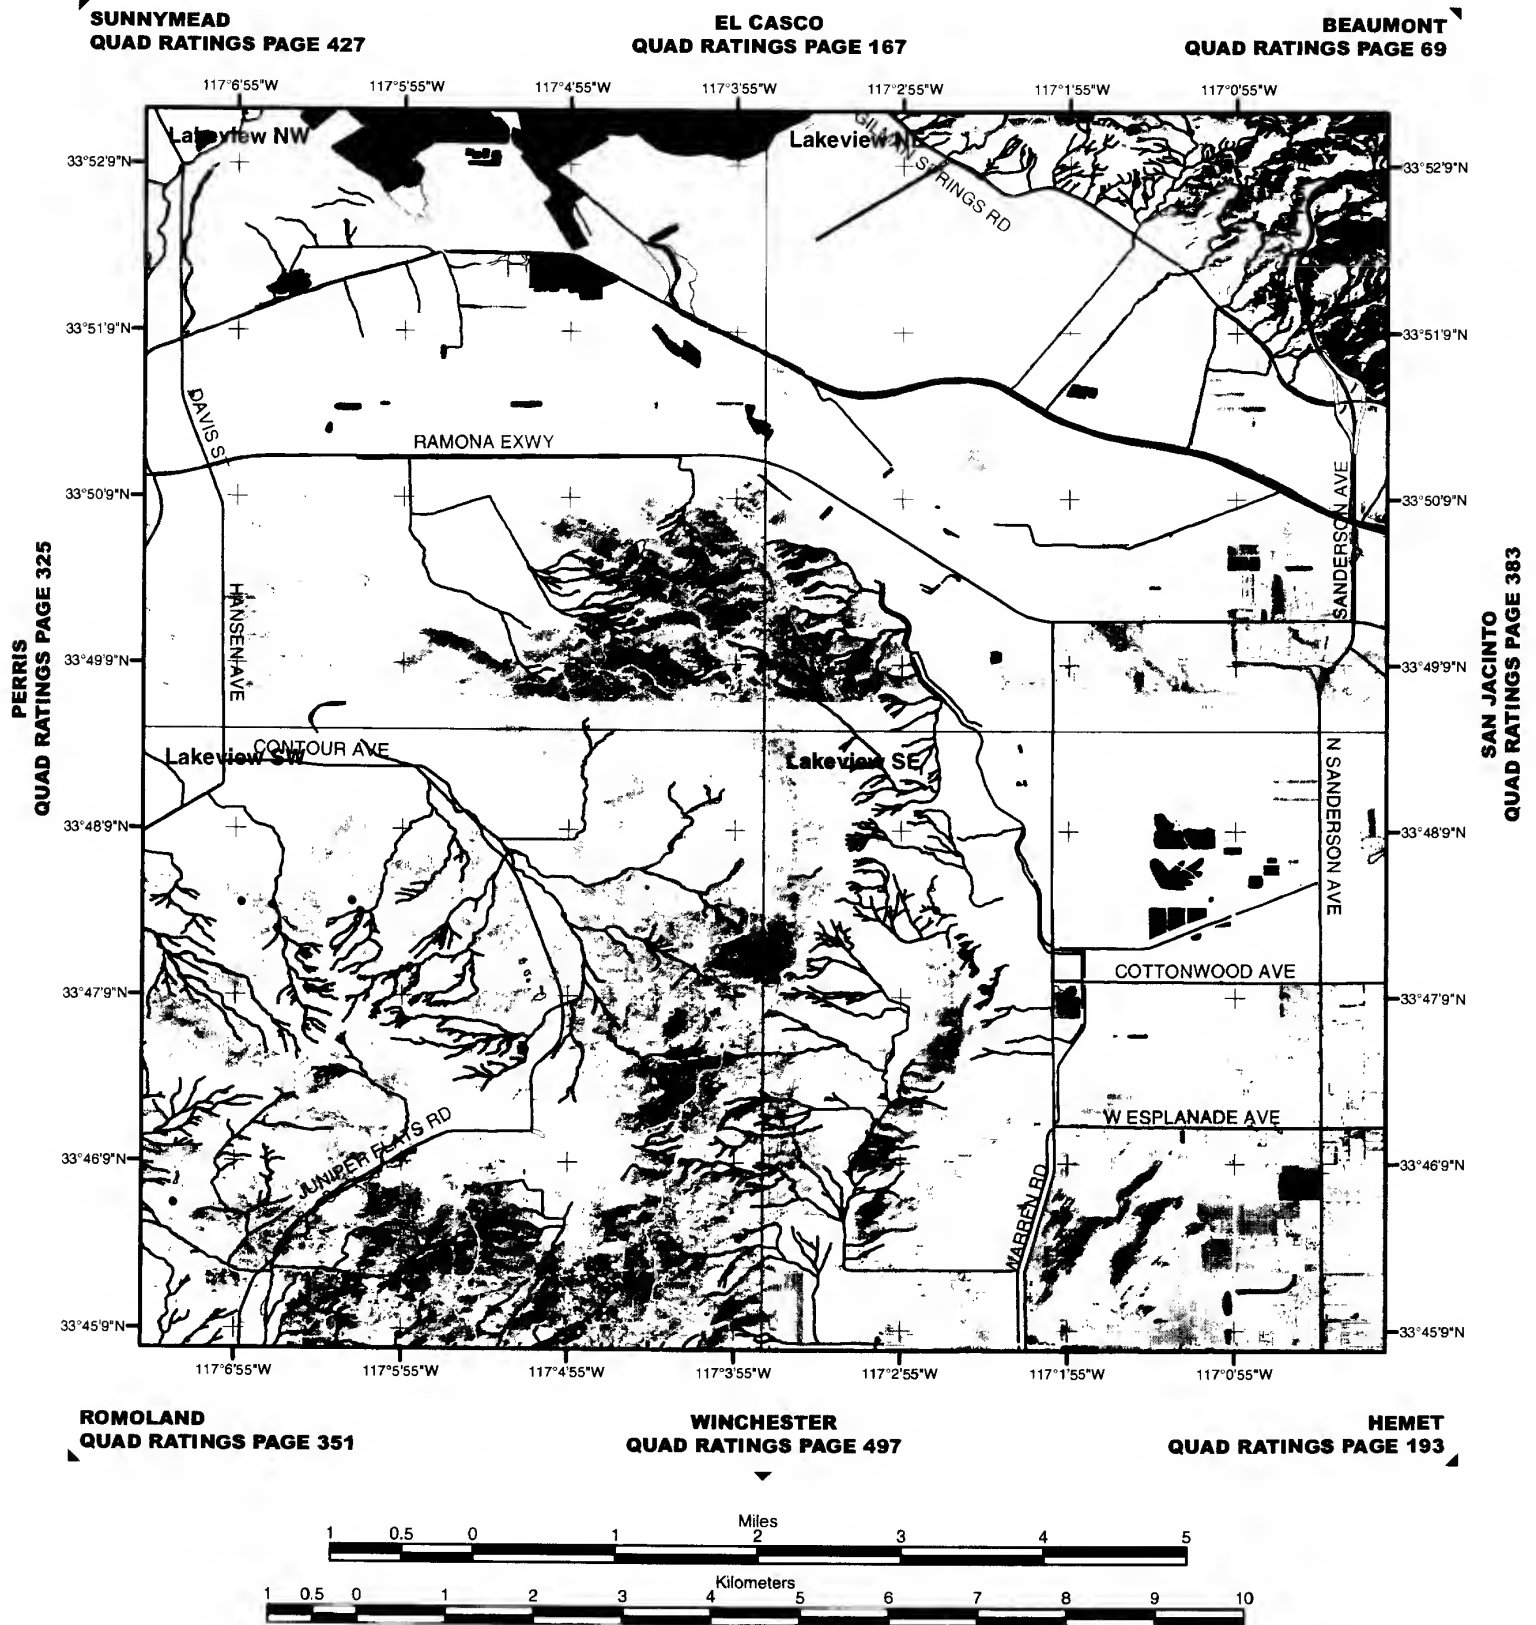 SUNNYMEAD
QUAD RATINGS PAGE 427
EL CASCO
QUAD RATINGS PAGE 167
BEAUMONT
QUAD RATINGS PAGE 69
117°6'55"W 117°5'55"W 117°4'55"W 117°3'55"W 117°2'55"W 117°1'55"W 117°0'55"W
Lakeview NW
Lakeview NE
SPRINGS RD
33°52'9"N
33°52'9"N
33°51'9"N
33°51'9"N
DAVIS ST
RAMONA EXWY
SANDERSON AVE
33°50'9"N
33°50'9"N
PERRIS
QUAD RATINGS PAGE 325
SAN JACINTO
QUAD RATINGS PAGE 383
HANSEN AVE
33°49'9"N
33°49'9"N
CONTOUR AVE
Lakeview SW
Lakeview SE
N SANDERSON AVE
33°48'9"N
33°48'9"N
COTTONWOOD AVE
33°47'9"N
33°47'9"N
W ESPLANADE AVE
JUNIPER FLATS RD
33°46'9"N
33°46'9"N
WARREN RD
33°45'9"N
33°45'9"N
117°6'55"W 117°5'55"W 117°4'55"W 117°3'55"W 117°2'55"W 117°1'55"W 117°0'55"W
ROMOLAND
QUAD RATINGS PAGE 351
WINCHESTER
QUAD RATINGS PAGE 497
HEMET
QUAD RATINGS PAGE 193
Miles
1 0.5 0 1 2 3 4 5
Kilometers
1 0.5 0 1 2 3 4 5 6 7 8 9 10